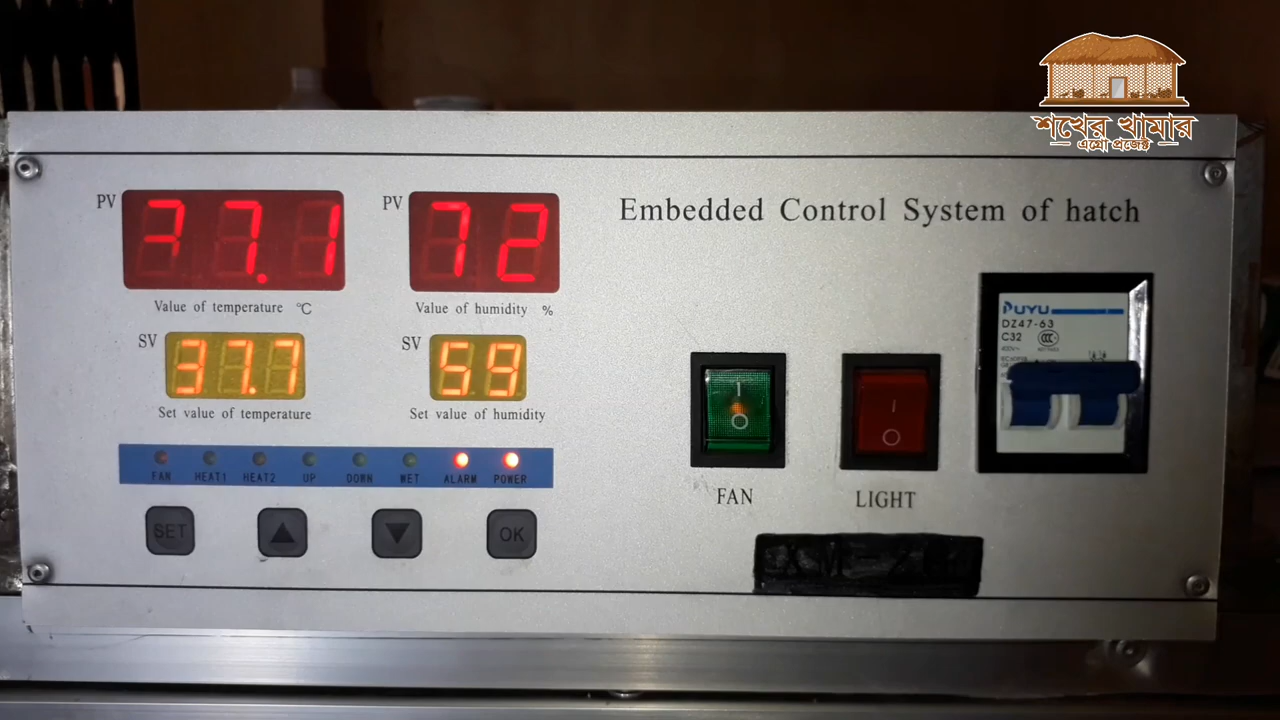 শখের খামার
এগ্রো প্রজেক্ট
PV
37.1
PV
72
Embedded Control System of hatch
Value of temperature ℃
Value of humidity %
SV
37.7
SV
59
Set value of temperature
Set value of humidity
PUYU
DZ47-63
C32
CCC
400V~
FAN HEAT1 HEAT2 UP DOWN WET ALARM POWER
SET
▲
▼
OK
I
O
I
O
FAN
LIGHT